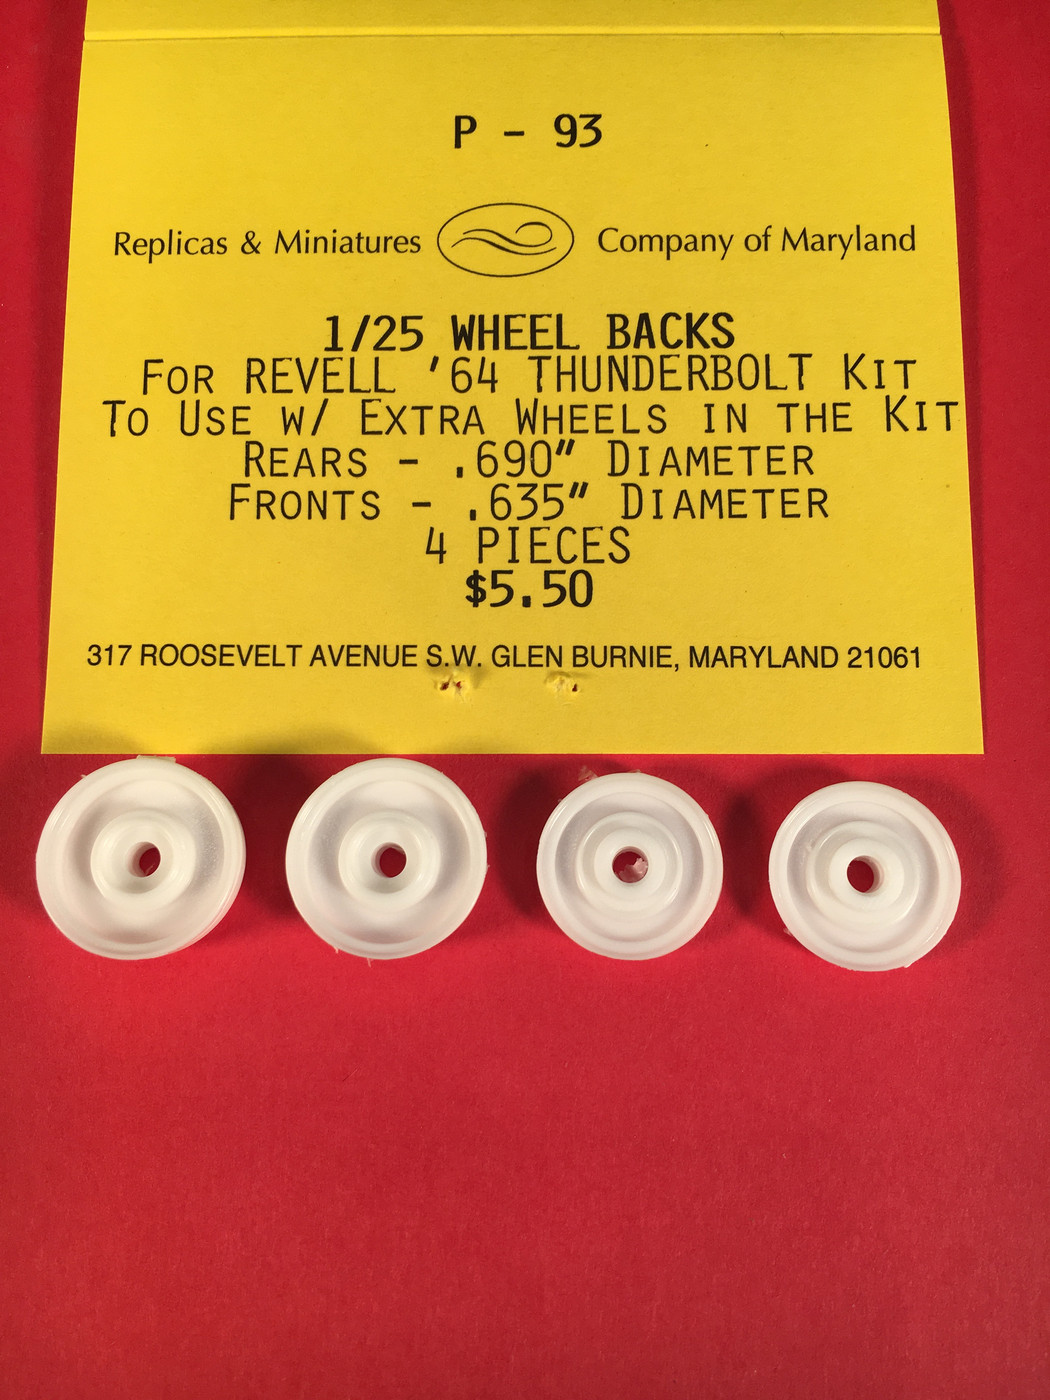 P - 93
Replicas & Miniatures Company of Maryland
1/25 WHEEL BACKS
FOR REVELL '64 THUNDERBOLT KIT
TO USE W/ EXTRA WHEELS IN THE KIT
REARS - .690" DIAMETER
FRONTS - .635" DIAMETER
4 PIECES
$5.50
317 ROOSEVELT AVENUE S.W. GLEN BURNIE, MARYLAND 21061